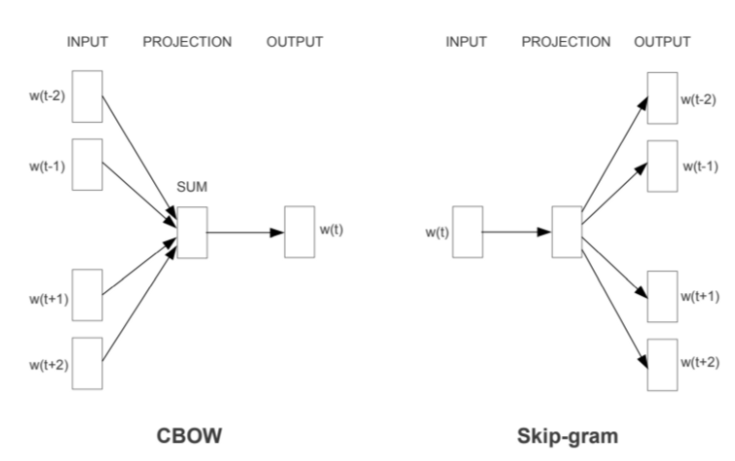 INPUT PROJECTION OUTPUT
w(t-2)
w(t-1)
SUM
w(t)
w(t+1)
w(t+2)
CBOW
INPUT PROJECTION OUTPUT
w(t-2)
w(t-1)
w(t)
w(t+1)
w(t+2)
Skip-gram